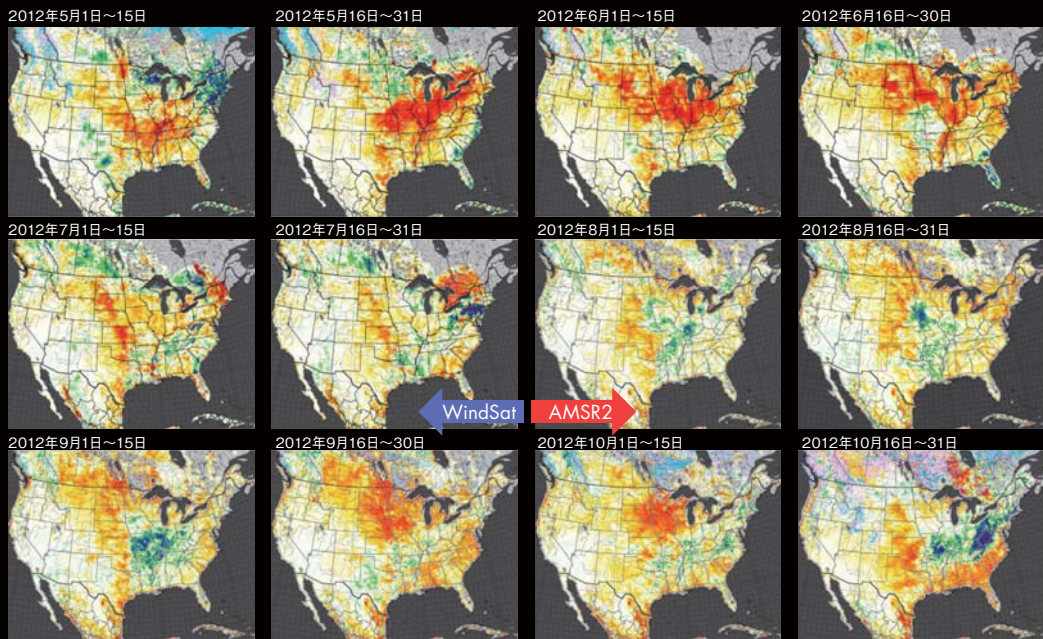 2012年5月1日～15日
2012年5月16日～31日
2012年6月1日～15日
2012年6月16日～30日
2012年7月1日～15日
2012年7月16日～31日
2012年8月1日～15日
2012年8月16日～31日
WindSat
AMSR2
2012年9月1日～15日
2012年9月16日～30日
2012年10月1日～15日
2012年10月16日～31日